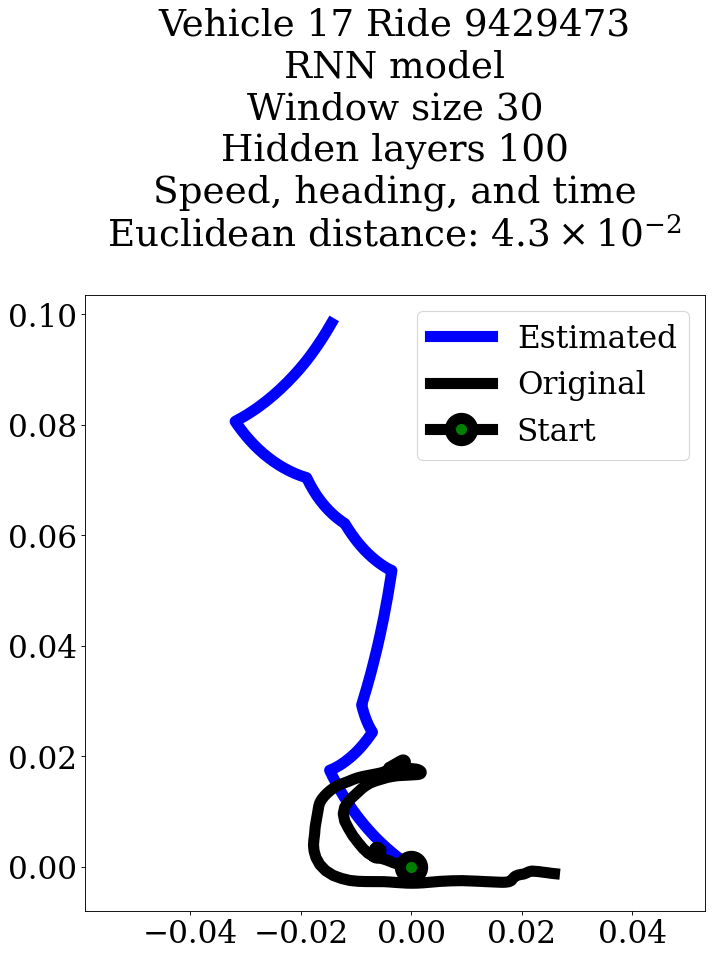 Vehicle 17 Ride 9429473
RNN model
Window size 30
Hidden layers 100
Speed, heading, and time
Euclidean distance: 4.3 × 10⁻²
Estimated
Original
Start
0.10
0.08
0.06
0.04
0.02
0.00
−0.04 −0.02 0.00 0.02 0.04